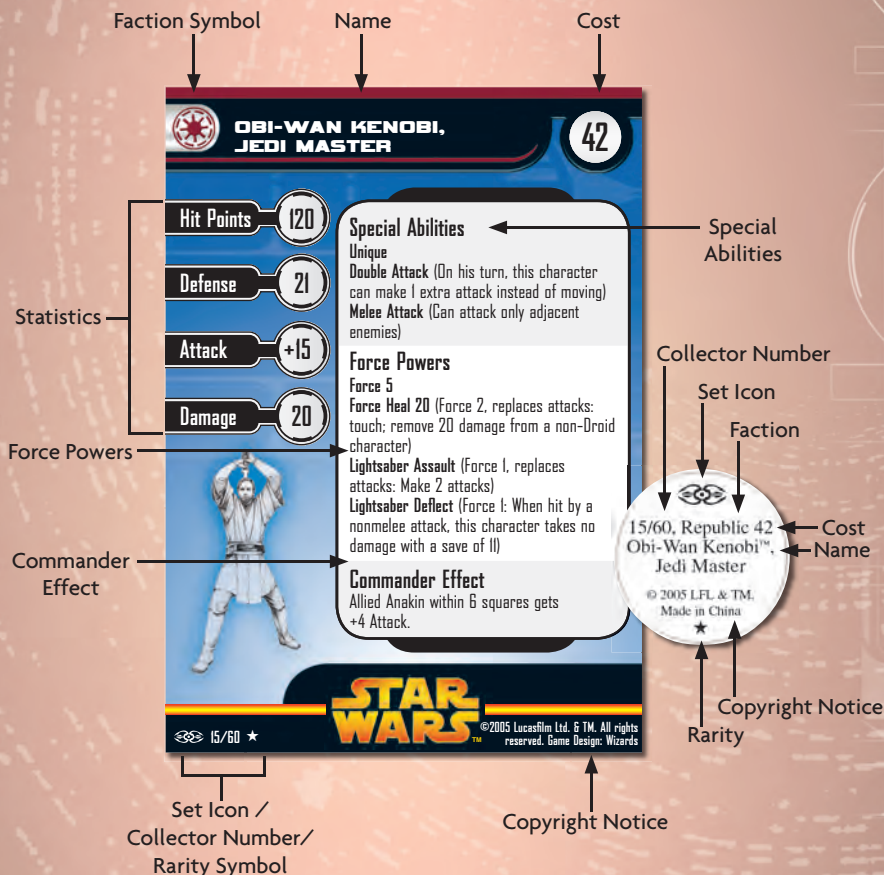 Faction Symbol
Name
Cost
OBI-WAN KENOBI,
JEDI MASTER
42
Statistics
Hit Points 120
Defense 21
Attack +15
Damage 20
Special Abilities
Unique
Double Attack (On his turn, this character
can make 1 extra attack instead of moving)
Melee Attack (Can attack only adjacent
enemies)
Force Powers
Force 5
Force Heal 20 (Force 2, replaces attacks:
touch; remove 20 damage from a non-Droid
character)
Lightsaber Assault (Force 1, replaces
attacks: Make 2 attacks)
Lightsaber Deflect (Force 1: When hit by a
nonmelee attack, this character takes no
damage with a save of 11)
Commander Effect
Allied Anakin within 6 squares gets
+4 Attack.
Special
Abilities
Force Powers
Commander
Effect
STAR
WARS™
15/60 ★
©2005 Lucasfilm Ltd. & TM. All rights
reserved. Game Design: Wizards
Set Icon /
Collector Number/
Rarity Symbol
Copyright Notice
Collector Number
Set Icon
Faction
15/60, Republic 42
Obi-Wan Kenobi™,
Jedi Master
© 2005 LFL & TM.
Made in China
★
Cost
Name
Copyright Notice
Rarity